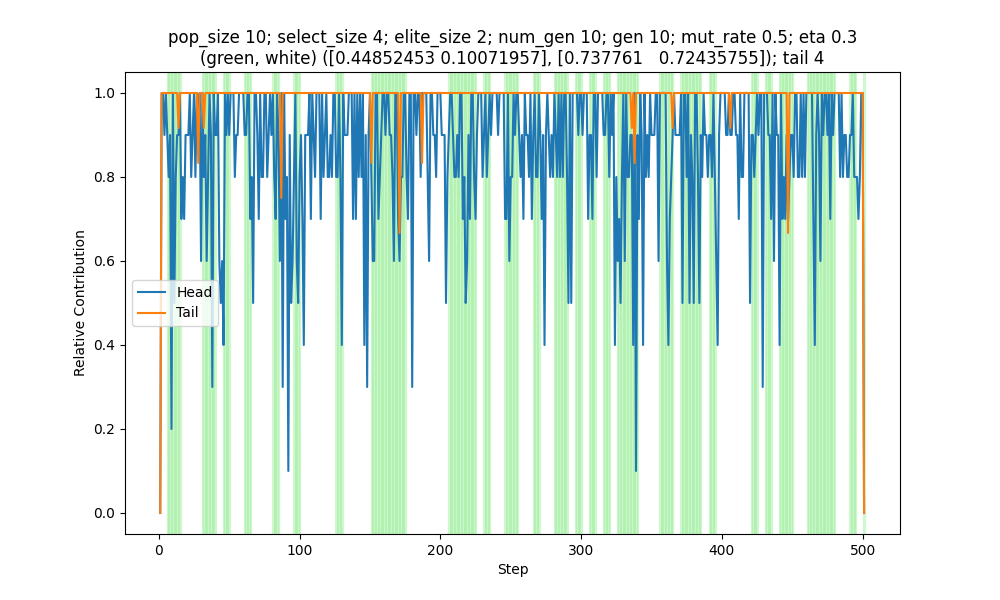 pop_size 10; select_size 4; elite_size 2; num_gen 10; gen 10; mut_rate 0.5; eta 0.3
(green, white) ([0.44852453 0.10071957], [0.737761   0.72435755]); tail 4
1.0
0.8
0.6
0.4
0.2
0.0
Relative Contribution
Head
Tail
0
100
200
300
400
500
Step